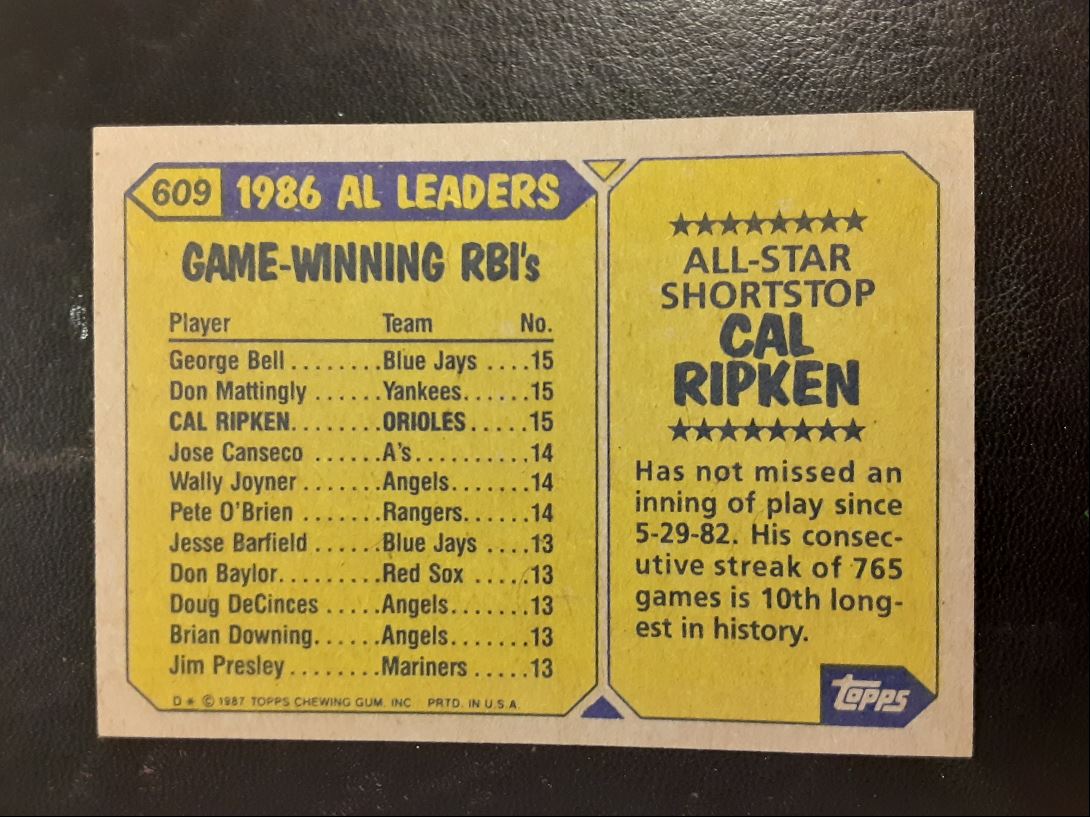 609 1986 AL LEADERS
GAME-WINNING RBI's
Player Team No.
George Bell ........Blue Jays ....15
Don Mattingly ......Yankees......15
CAL RIPKEN........ORIOLES.....15
Jose Canseco .......A's..........14
Wally Joyner .......Angels.......14
Pete O'Brien .......Rangers......14
Jesse Barfield .....Blue Jays ....13
Don Baylor.........Red Sox .....13
Doug DeCinces .....Angels.......13
Brian Downing......Angels.......13
Jim Presley ........Mariners .....13
D * © 1987 TOPPS CHEWING GUM, INC. PRTD. IN U.S.A.
ALL-STAR
SHORTSTOP
CAL
RIPKEN
Has not missed an
inning of play since
5-29-82. His consec-
utive streak of 765
games is 10th long-
est in history.
topps